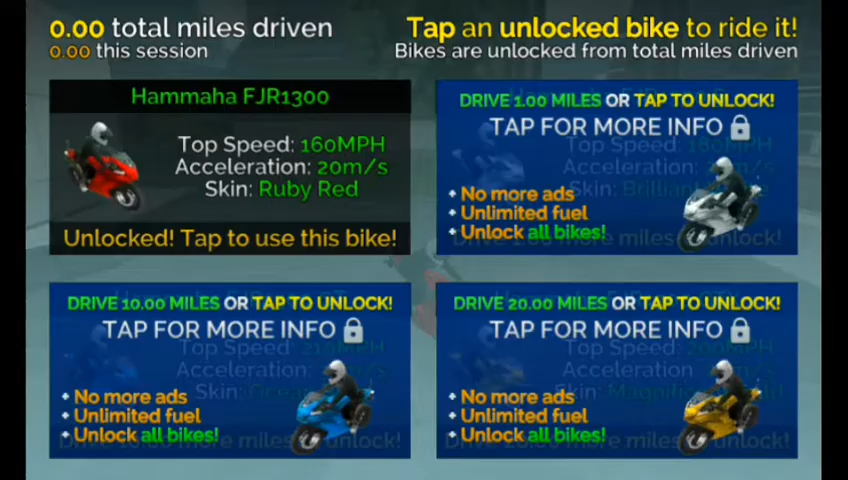 0.00 total miles driven
0.00 this session
Tap an unlocked bike to ride it!
Bikes are unlocked from total miles driven
Hammaha FJR1300
Top Speed: 160MPH
Acceleration: 20m/s
Skin: Ruby Red
Unlocked! Tap to use this bike!
DRIVE 1.00 MILES OR TAP TO UNLOCK!
TAP FOR MORE INFO
+ No more ads
+ Unlimited fuel
+ Unlock all bikes!
DRIVE 10.00 MILES OR TAP TO UNLOCK!
TAP FOR MORE INFO
Top Speed: 210MPH
Acceleration:
Skin:
+ No more ads
+ Unlimited fuel
+ Unlock all bikes!
DRIVE 20.00 MILES OR TAP TO UNLOCK!
TAP FOR MORE INFO
+ No more ads
+ Unlimited fuel
+ Unlock all bikes!